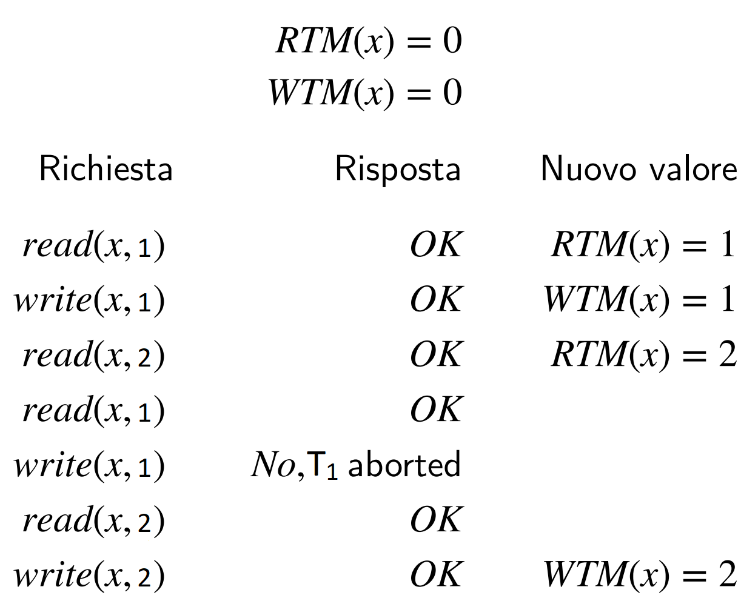 RTM(x) = 0
WTM(x) = 0
Richiesta Risposta Nuovo valore
read(x, 1) OK RTM(x) = 1
write(x, 1) OK WTM(x) = 1
read(x, 2) OK RTM(x) = 2
read(x, 1) OK
write(x, 1) No,T₁ aborted
read(x, 2) OK
write(x, 2) OK WTM(x) = 2